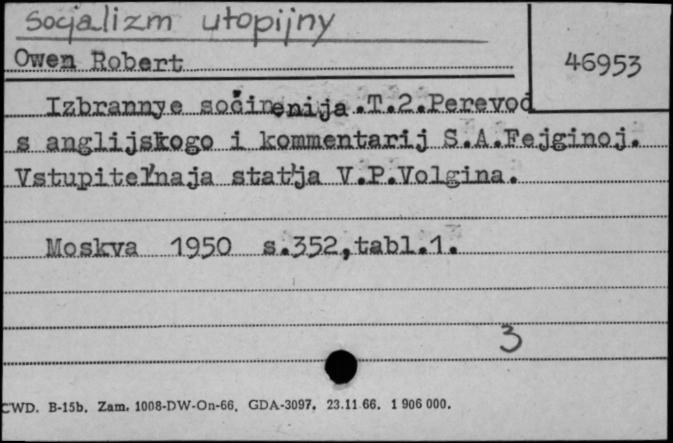 socjalizm utopijny
Owen Robert
46953
Izbrannye sočinenija.T.2.Perevod
s anglijskogo i kommentarij S.A.Fejginoj.
Vstupitel'naja stat'ja V.P.Volgina.
Moskva 1950 s.352,tabl.1.
3
CWD. B-15b. Zam. 1008-DW-On-66. GDA-3097. 23.11.66. 1 906 000.